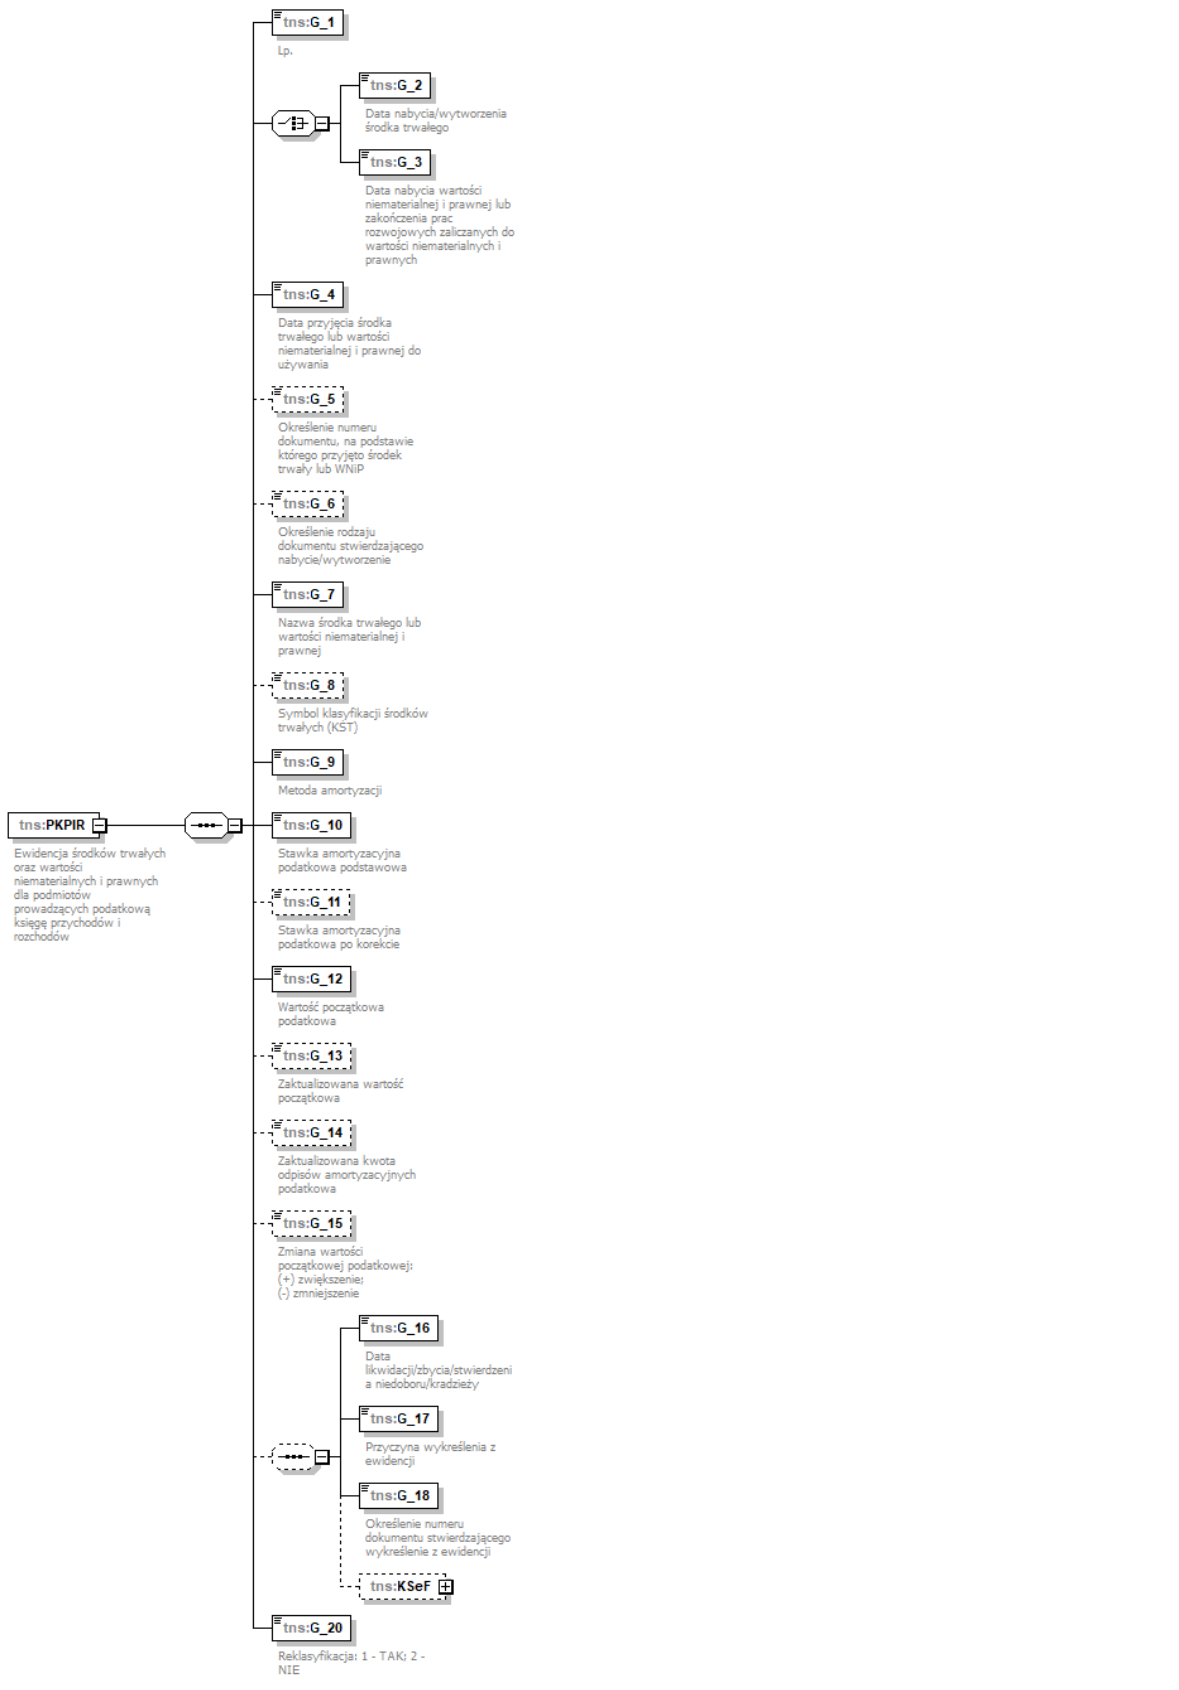 tns:G_1
Lp.
tns:G_2
Data nabycia/wytworzenia
środka trwałego
tns:G_3
Data nabycia wartości
niematerialnej i prawnej lub
zakończenia prac
rozwojowych zaliczanych do
wartości niematerialnych i
prawnych
tns:G_4
Data przyjęcia środka
trwałego lub wartości
niematerialnej i prawnej do
używania
tns:G_5
Określenie numeru
dokumentu, na podstawie
którego przyjęto środek
trwały lub WNiP
tns:G_6
Określenie rodzaju
dokumentu stwierdzającego
nabycie/wytworzenie
tns:G_7
Nazwa środka trwałego lub
wartości niematerialnej i
prawnej
tns:G_8
Symbol klasyfikacji środków
trwałych (KŚT)
tns:G_9
Metoda amortyzacji
tns:PKPIR
Ewidencja środków trwałych
oraz wartości
niematerialnych i prawnych
dla podmiotów
prowadzących podatkową
księgę przychodów i
rozchodów
tns:G_10
Stawka amortyzacyjna
podatkowa podstawowa
tns:G_11
Stawka amortyzacyjna
podatkowa po korekcie
tns:G_12
Wartość początkowa
podatkowa
tns:G_13
Zaktualizowana wartość
początkowa
tns:G_14
Zaktualizowana kwota
odpisów amortyzacyjnych
podatkowa
tns:G_15
Zmiana wartości
początkowej podatkowej:
(+) zwiększenie;
(-) zmniejszenie
tns:G_16
Data
likwidacji/zbycia/stwierdzeni
a niedoboru/kradzieży
tns:G_17
Przyczyna wykreślenia z
ewidencji
tns:G_18
Określenie numeru
dokumentu stwierdzającego
wykreślenie z ewidencji
tns:KSeF
tns:G_20
Reklasyfikacja: 1 - TAK; 2 -
NIE